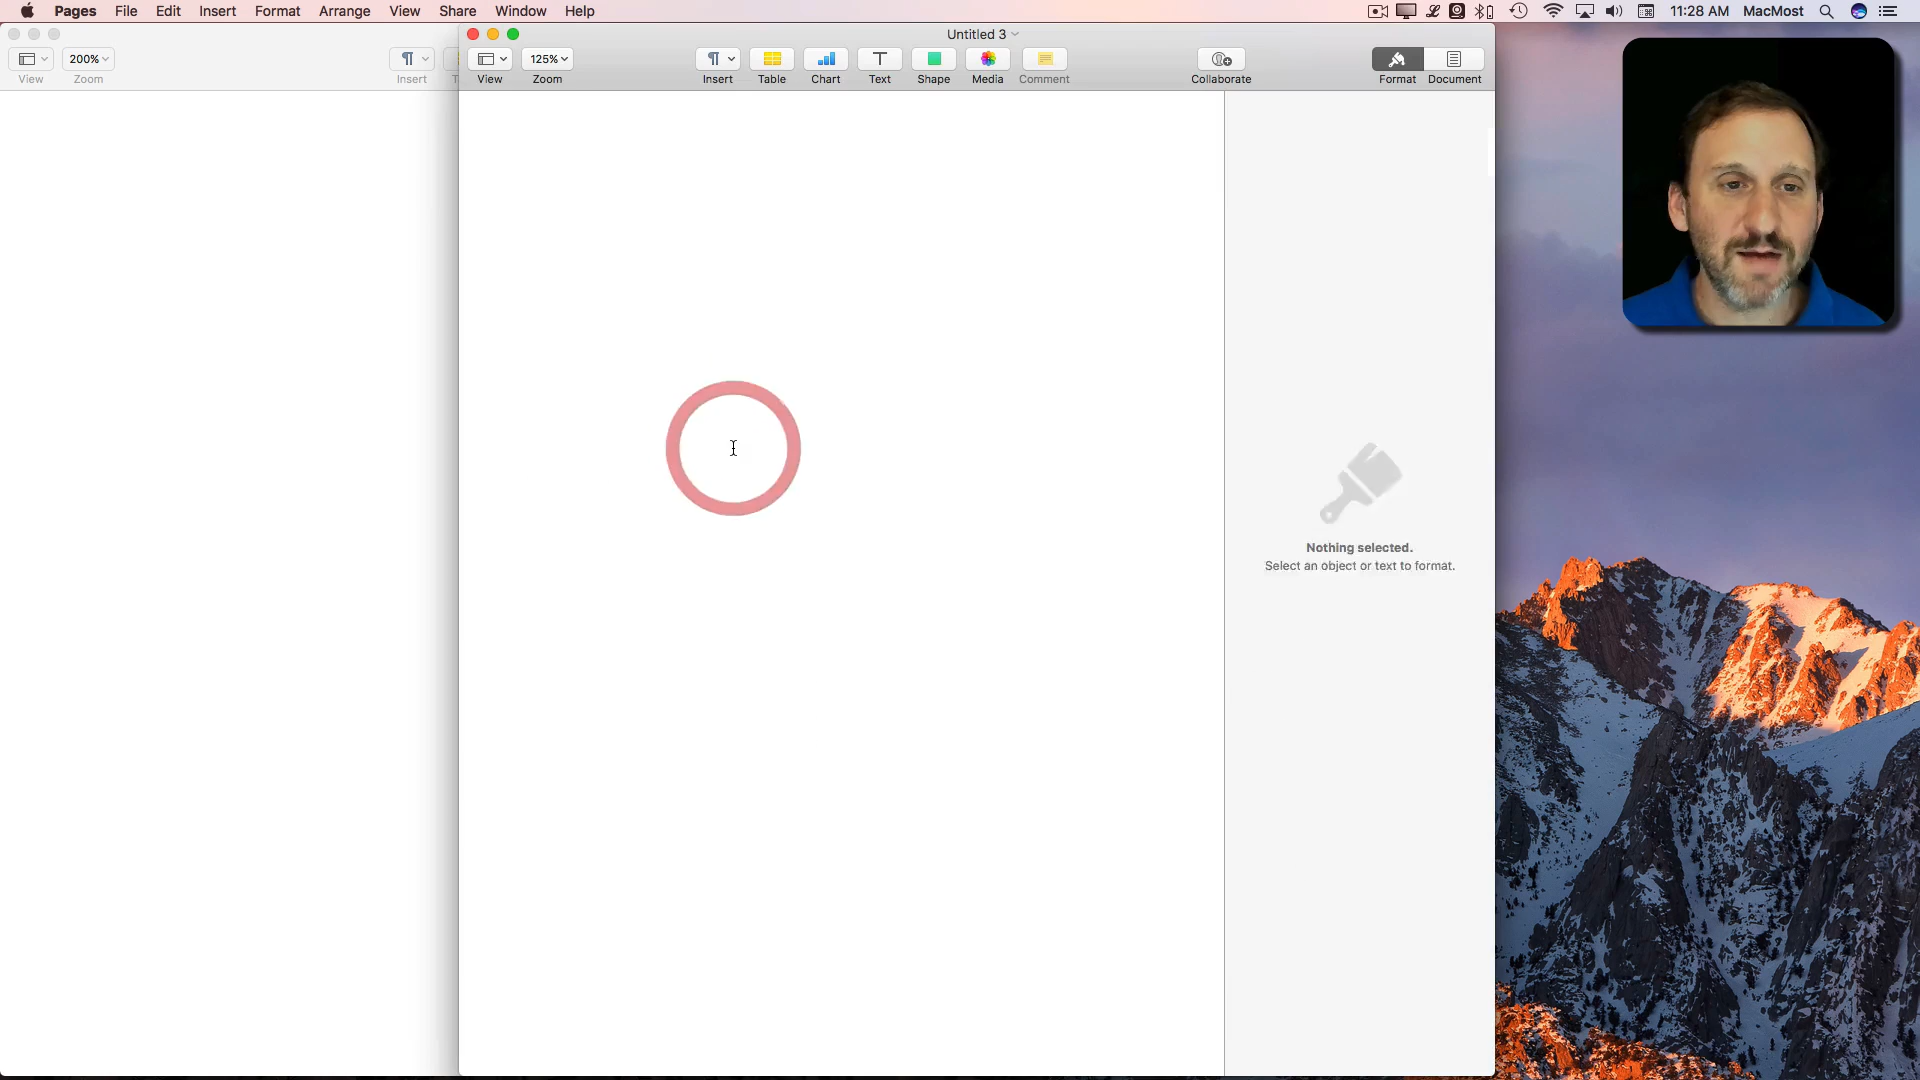 Pages File Edit Insert Format Arrange View Share Window Help 11:28 AM MacMost
Untitled 3
200%
View Zoom Insert
125%
View Zoom Insert Table Chart Text Shape Media Comment Collaborate Format Document
Nothing selected.
Select an object or text to format.